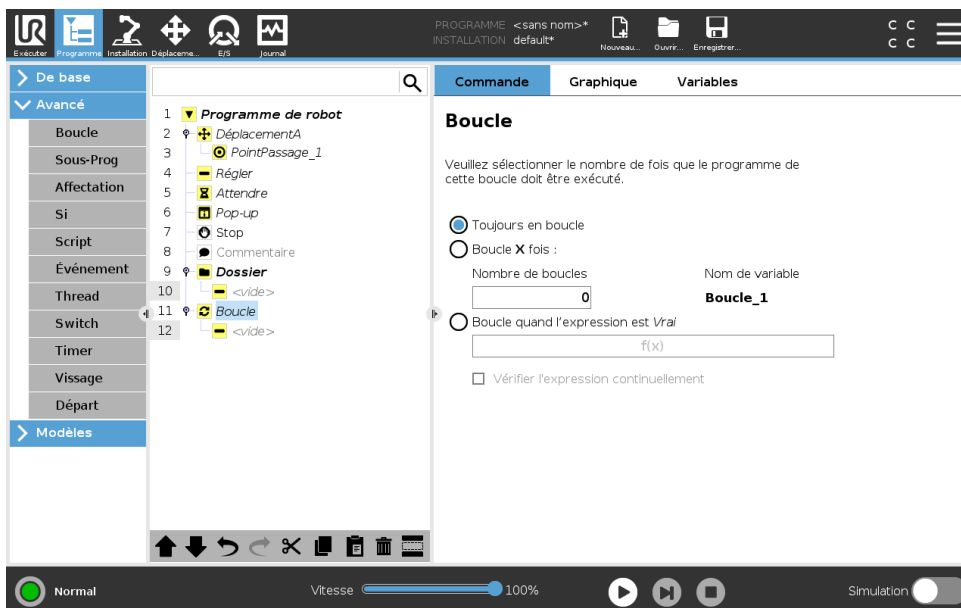 UR
PROGRAMME <sans nom>*
INSTALLATION default*
Exécuter Programme Installation Déplaceme... E/S Journal Nouveau... Ouvrir... Enregistrer...
C C
C C
De base
Avancé
Boucle
Sous-Prog
Affectation
Si
Script
Événement
Thread
Switch
Timer
Vissage
Départ
Modèles
1 Programme de robot
2 DéplacementA
3 PointPassage_1
4 Régler
5 Attendre
6 Pop-up
7 Stop
8 Commentaire
9 Dossier
10 <vide>
11 Boucle
12 <vide>
Commande Graphique Variables
Boucle
Veuillez sélectionner le nombre de fois que le programme de
cette boucle doit être exécuté.
Toujours en boucle
Boucle X fois :
Nombre de boucles Nom de variable
0 Boucle_1
Boucle quand l'expression est Vrai
f(x)
Vérifier l'expression continuellement
Normal Vitesse 100% Simulation